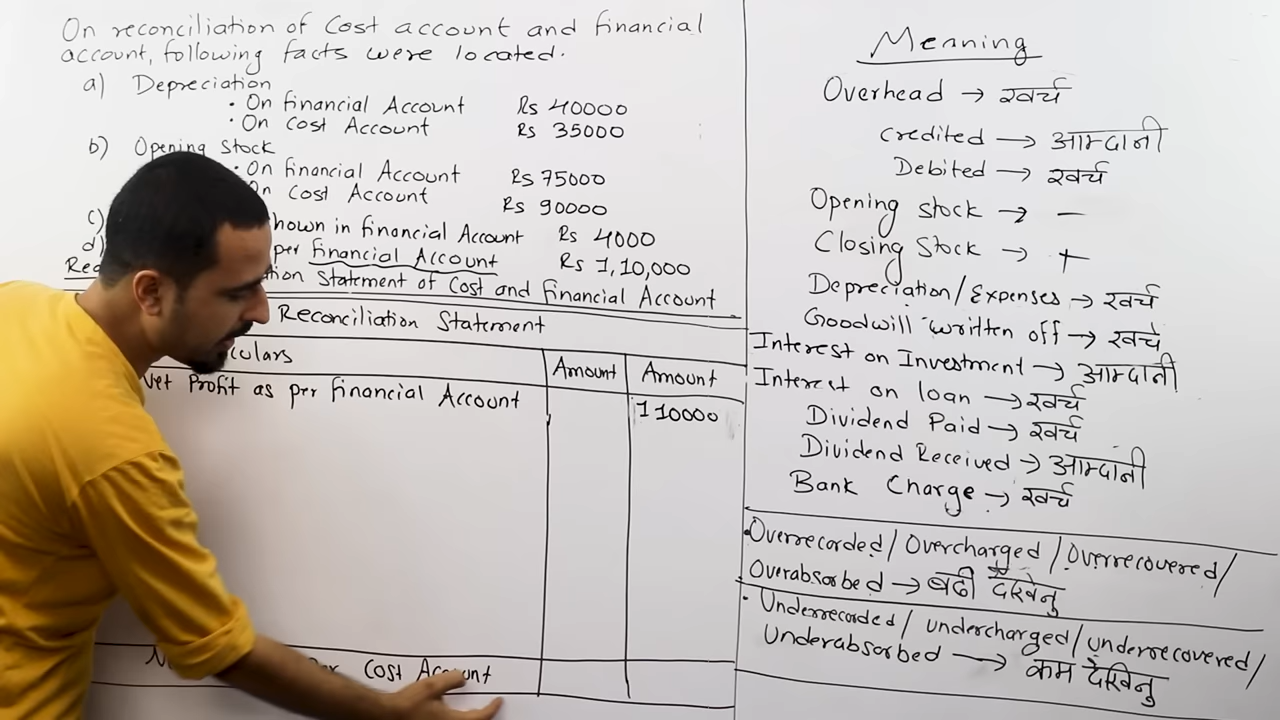 On reconciliation of Cost account and financial
account, following facts were located.
a) Depreciation
• On financial Account Rs 40000
• On Cost Account Rs 35000
b) Opening Stock
• On financial Account Rs 75000
On Cost Account Rs 90000
c) hown in financial Account Rs 4000
d) per financial Account Rs 1,10,000
Statement of Cost and financial Account
Reconciliation Statement
culars Amount Amount
Net Profit as per financial Account 110000
Cost Account
Meaning
Overhead → खर्च
Credited → आम्दानी
Debited → खर्च
Opening Stock → –
Closing Stock → +
Depreciation/Expenses → खर्च
Goodwill written off → खर्च
Interest on Investment → आम्दानी
Interest on loan → खर्च
Dividend Paid → खर्च
Dividend Received → आम्दानी
Bank Charge → खर्च
• Overrecorded/Overcharged/Overrecovered/
Overabsorbed → बढी देखिनु
• Underrecorded/undercharged/underrecovered/
Underabsorbed → कम देखिनु